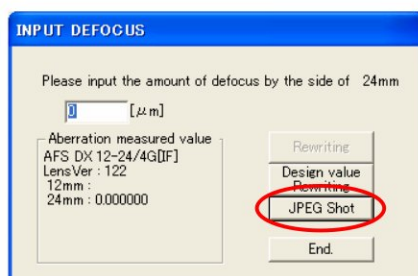 INPUT DEFOCUS
Please input the amount of defocus by the side of 24mm
0 [μm]
Aberration measured value
AFS DX 12-24/4G[IF]
LensVer : 122
12mm :
24mm : 0.000000
Rewriting
Design value
Rewriting
JPEG Shot
End.